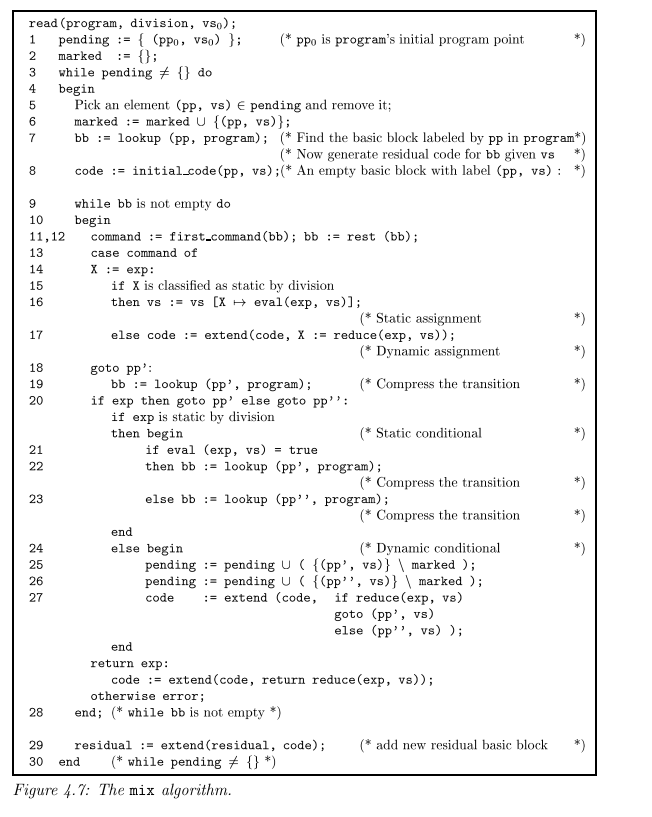 read(program, division, vs₀);
1 pending := { (pp₀, vs₀) }; (* pp₀ is program's initial program point *)
2 marked := {};
3 while pending ≠ {} do
4 begin
5 Pick an element (pp, vs) ∈ pending and remove it;
6 marked := marked ∪ {(pp, vs)};
7 bb := lookup (pp, program); (* Find the basic block labeled by pp in program*)
(* Now generate residual code for bb given vs *)
8 code := initial_code(pp, vs);(* An empty basic block with label (pp, vs) : *)
9 while bb is not empty do
10 begin
11,12 command := first_command(bb); bb := rest (bb);
13 case command of
14 X := exp:
15 if X is classified as static by division
16 then vs := vs [X ↦ eval(exp, vs)];
(* Static assignment *)
17 else code := extend(code, X := reduce(exp, vs));
(* Dynamic assignment *)
18 goto pp':
19 bb := lookup (pp', program); (* Compress the transition *)
20 if exp then goto pp' else goto pp'':
if exp is static by division
then begin (* Static conditional *)
21 if eval (exp, vs) = true
22 then bb := lookup (pp', program);
(* Compress the transition *)
23 else bb := lookup (pp'', program);
(* Compress the transition *)
end
24 else begin (* Dynamic conditional *)
25 pending := pending ∪ ( {(pp', vs)} \ marked );
26 pending := pending ∪ ( {(pp'', vs)} \ marked );
27 code := extend (code, if reduce(exp, vs)
goto (pp', vs)
else (pp'', vs) );
end
return exp:
code := extend(code, return reduce(exp, vs));
otherwise error;
28 end; (* while bb is not empty *)
29 residual := extend(residual, code); (* add new residual basic block *)
30 end (* while pending ≠ {} *)
Figure 4.7: The mix algorithm.